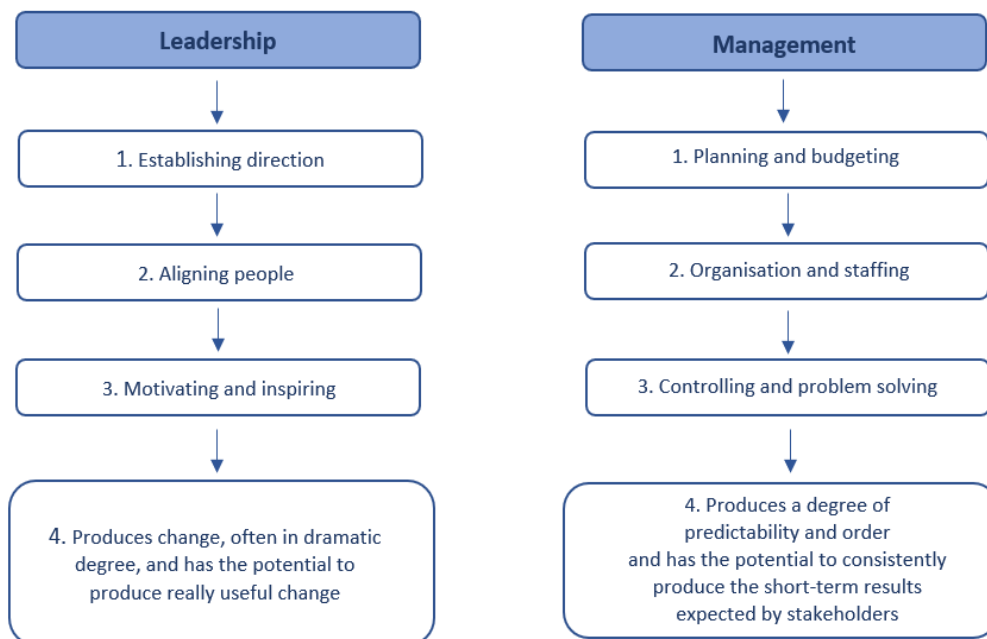 Leadership
1. Establishing direction
2. Aligning people
3. Motivating and inspiring
4. Produces change, often in dramatic
degree, and has the potential to
produce really useful change
Management
1. Planning and budgeting
2. Organisation and staffing
3. Controlling and problem solving
4. Produces a degree of
predictability and order
and has the potential to consistently
produce the short-term results
expected by stakeholders